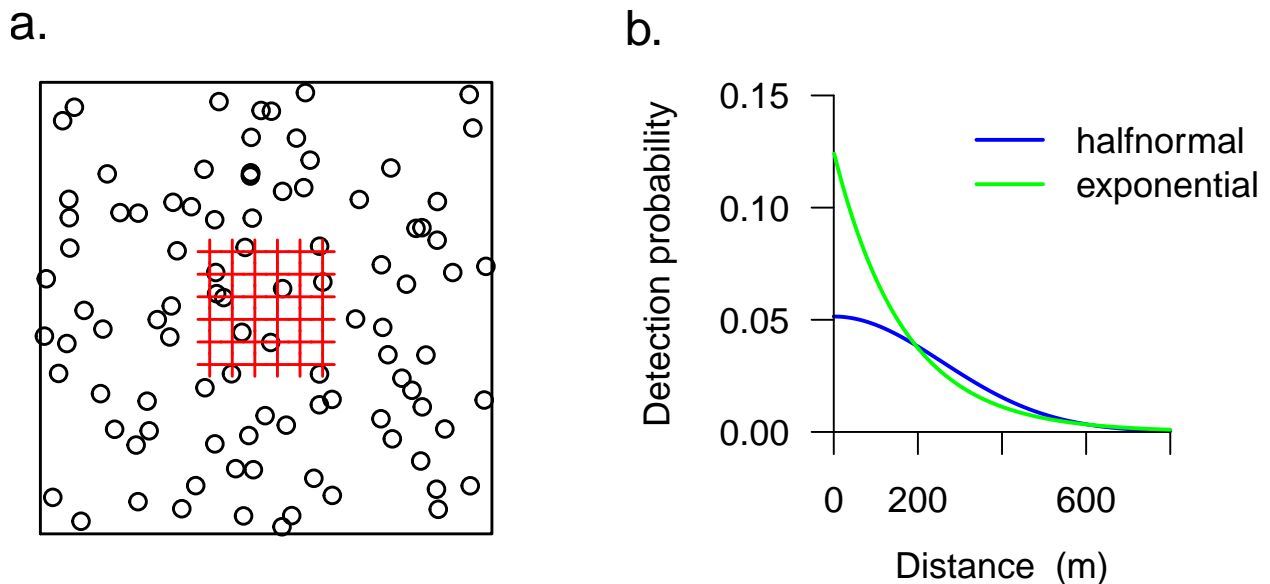 a.
b.
Detection probability
0.15
0.10
0.05
0.00
halfnormal
exponential
0 200 600
Distance (m)